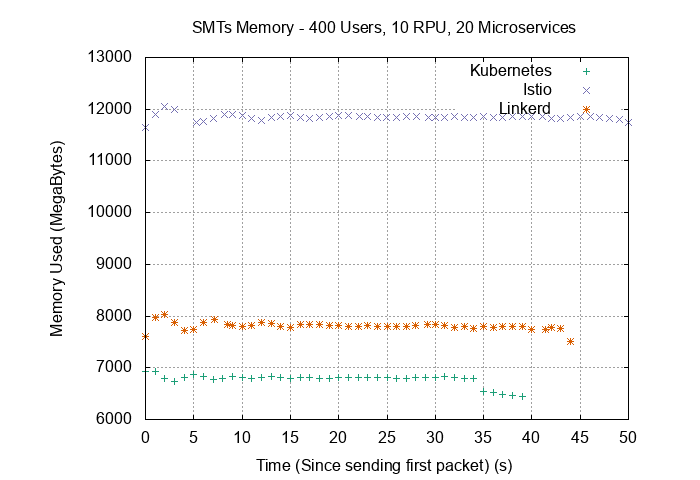 SMTs Memory - 400 Users, 10 RPU, 20 Microservices
13000
12000
11000
10000
9000
8000
7000
6000
Memory Used (MegaBytes)
Kubernetes
Istio
Linkerd
0 5 10 15 20 25 30 35 40 45 50
Time (Since sending first packet) (s)